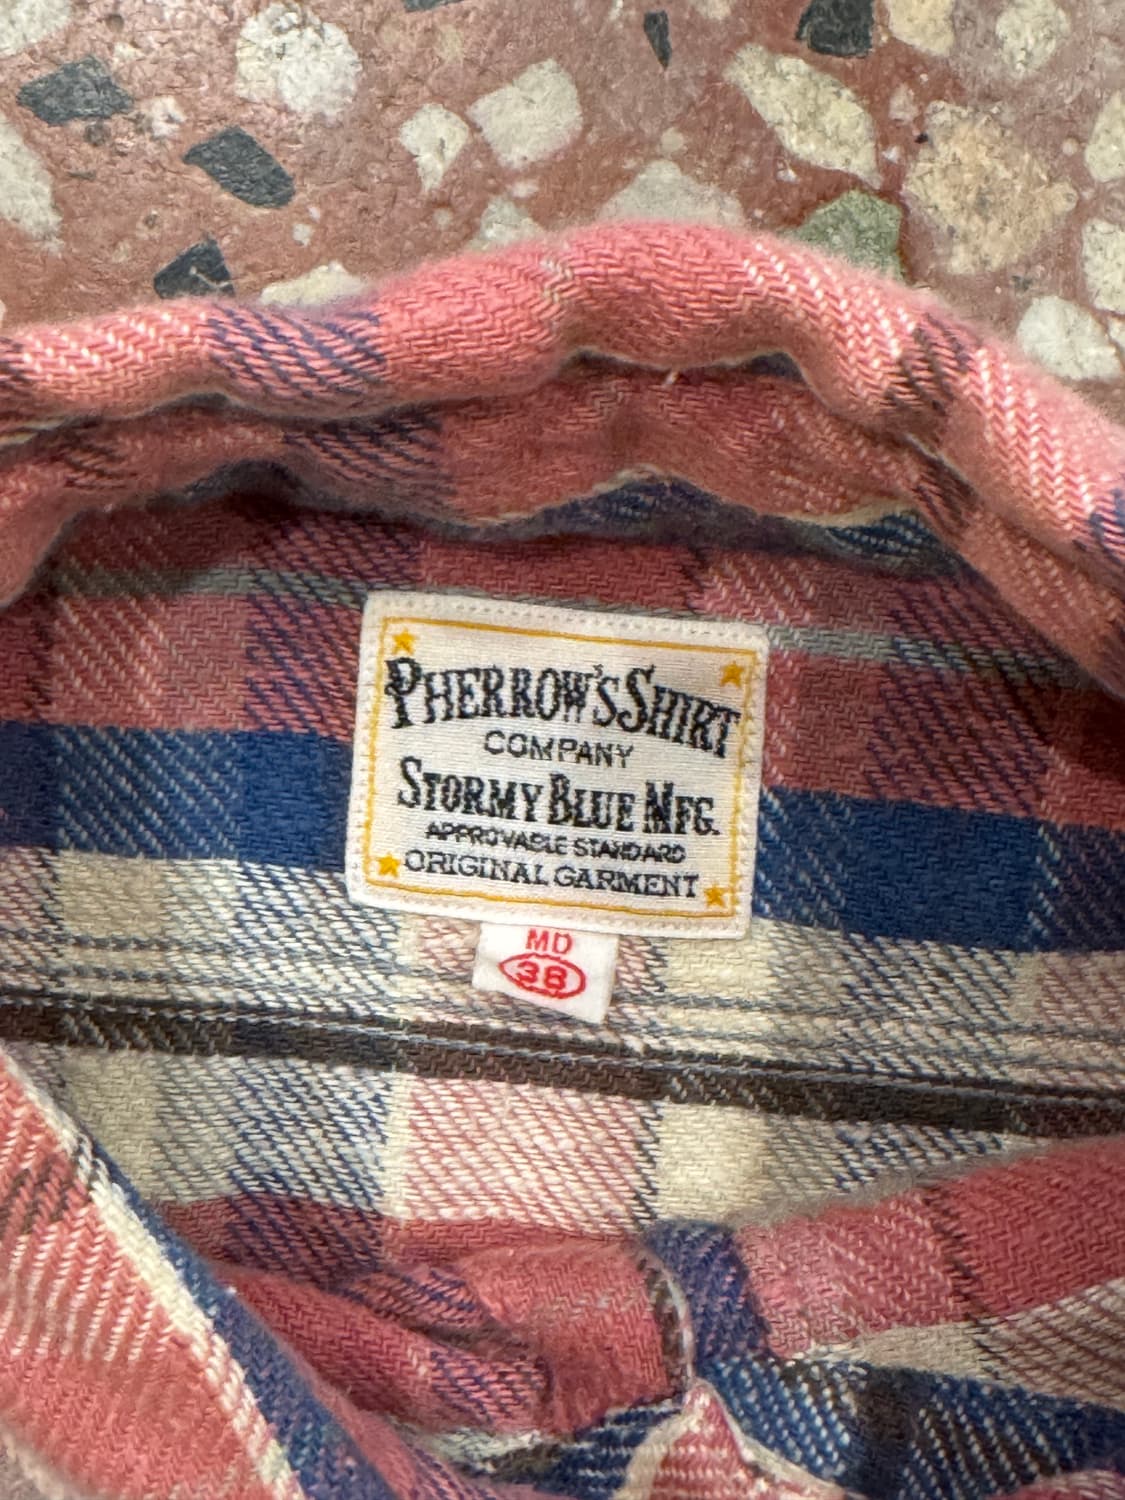 PHERROW'S SHIRT
COMPANY
STORMY BLUE MFG.
APPROVABLE STANDARD
ORIGINAL GARMENT
MD
38